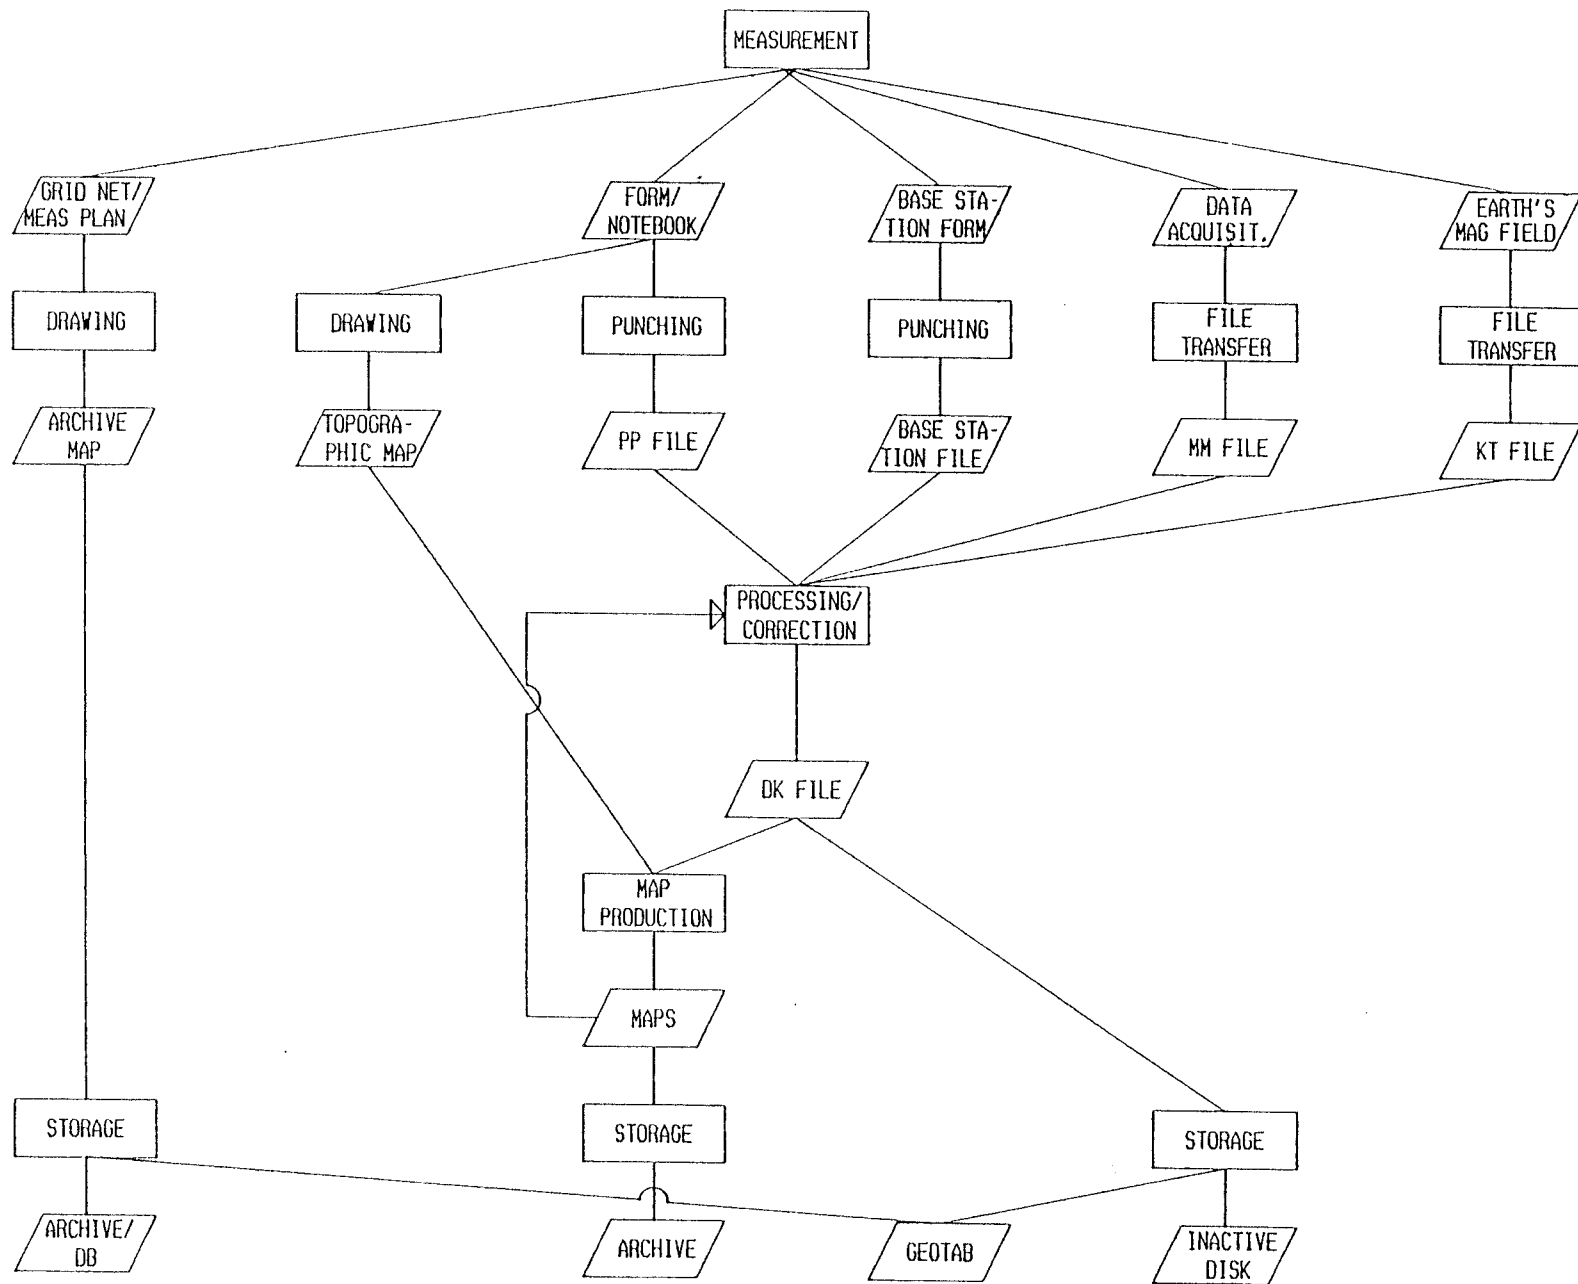 MEASUREMENT
GRID NET/
MEAS PLAN
FORM/
NOTEBOOK
BASE STA-
TION FORM
DATA
ACQUISIT.
EARTH'S
MAG FIELD
DRAWING
DRAWING
PUNCHING
PUNCHING
FILE
TRANSFER
FILE
TRANSFER
ARCHIVE
MAP
TOPOGRA-
PHIC MAP
PP FILE
BASE STA-
TION FILE
MM FILE
KT FILE
PROCESSING/
CORRECTION
DK FILE
MAP
PRODUCTION
MAPS
STORAGE
STORAGE
STORAGE
ARCHIVE/
DB
ARCHIVE
GEOTAB
INACTIVE
DISK